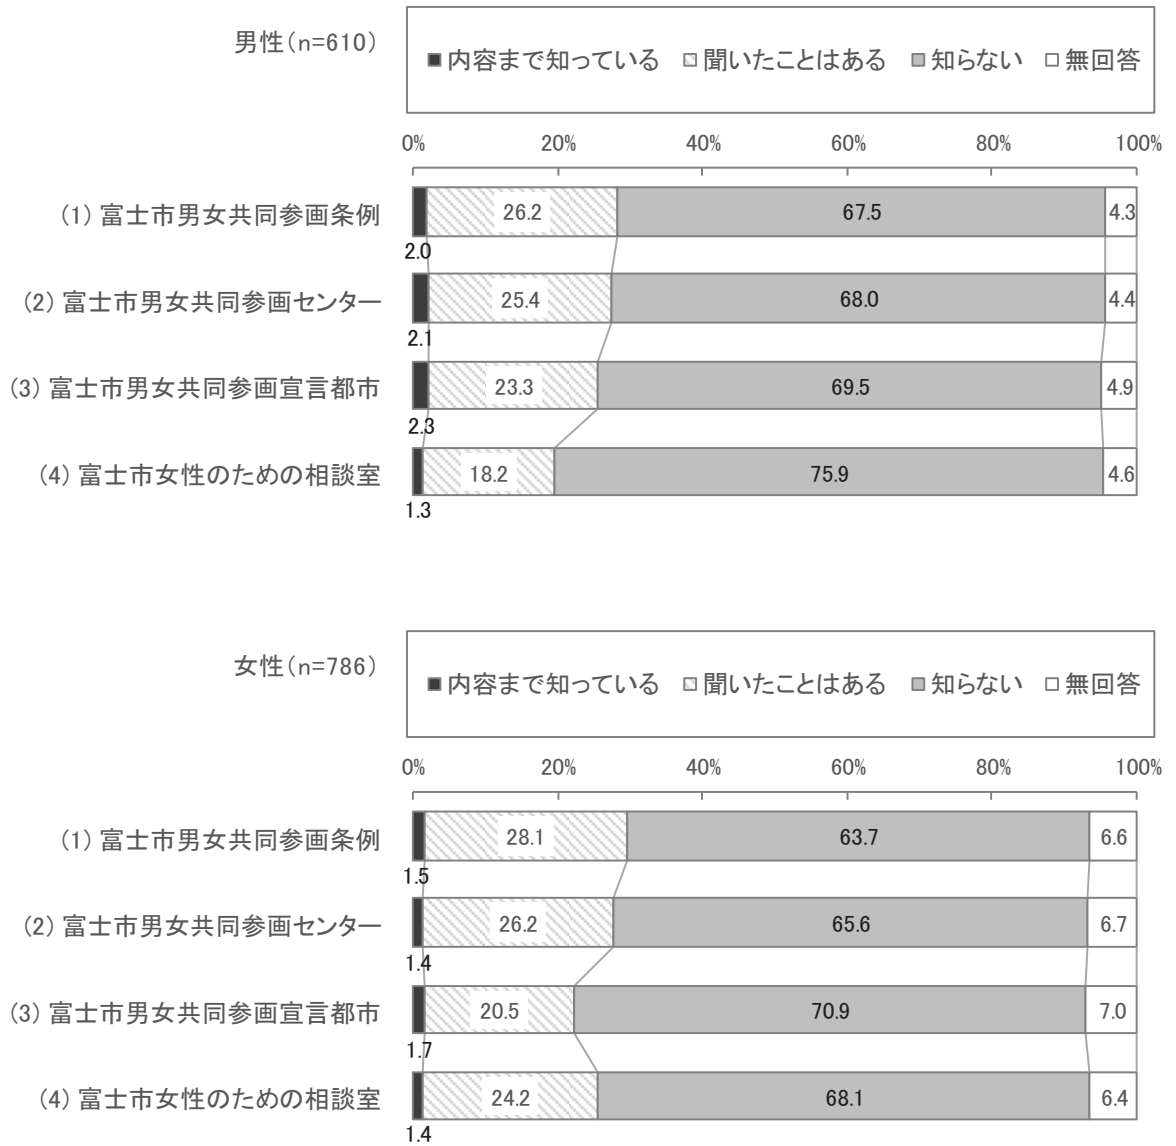 男性(n=610)
■内容まで知っている ▧聞いたことはある ■知らない □無回答
0% 20% 40% 60% 80% 100%
(1) 富士市男女共同参画条例 26.2 67.5 4.3
2.0
(2) 富士市男女共同参画センター 25.4 68.0 4.4
2.1
(3) 富士市男女共同参画宣言都市 23.3 69.5 4.9
2.3
(4) 富士市女性のための相談室 18.2 75.9 4.6
1.3
女性(n=786)
■内容まで知っている ▧聞いたことはある ■知らない □無回答
0% 20% 40% 60% 80% 100%
(1) 富士市男女共同参画条例 28.1 63.7 6.6
1.5
(2) 富士市男女共同参画センター 26.2 65.6 6.7
1.4
(3) 富士市男女共同参画宣言都市 20.5 70.9 7.0
1.7
(4) 富士市女性のための相談室 24.2 68.1 6.4
1.4